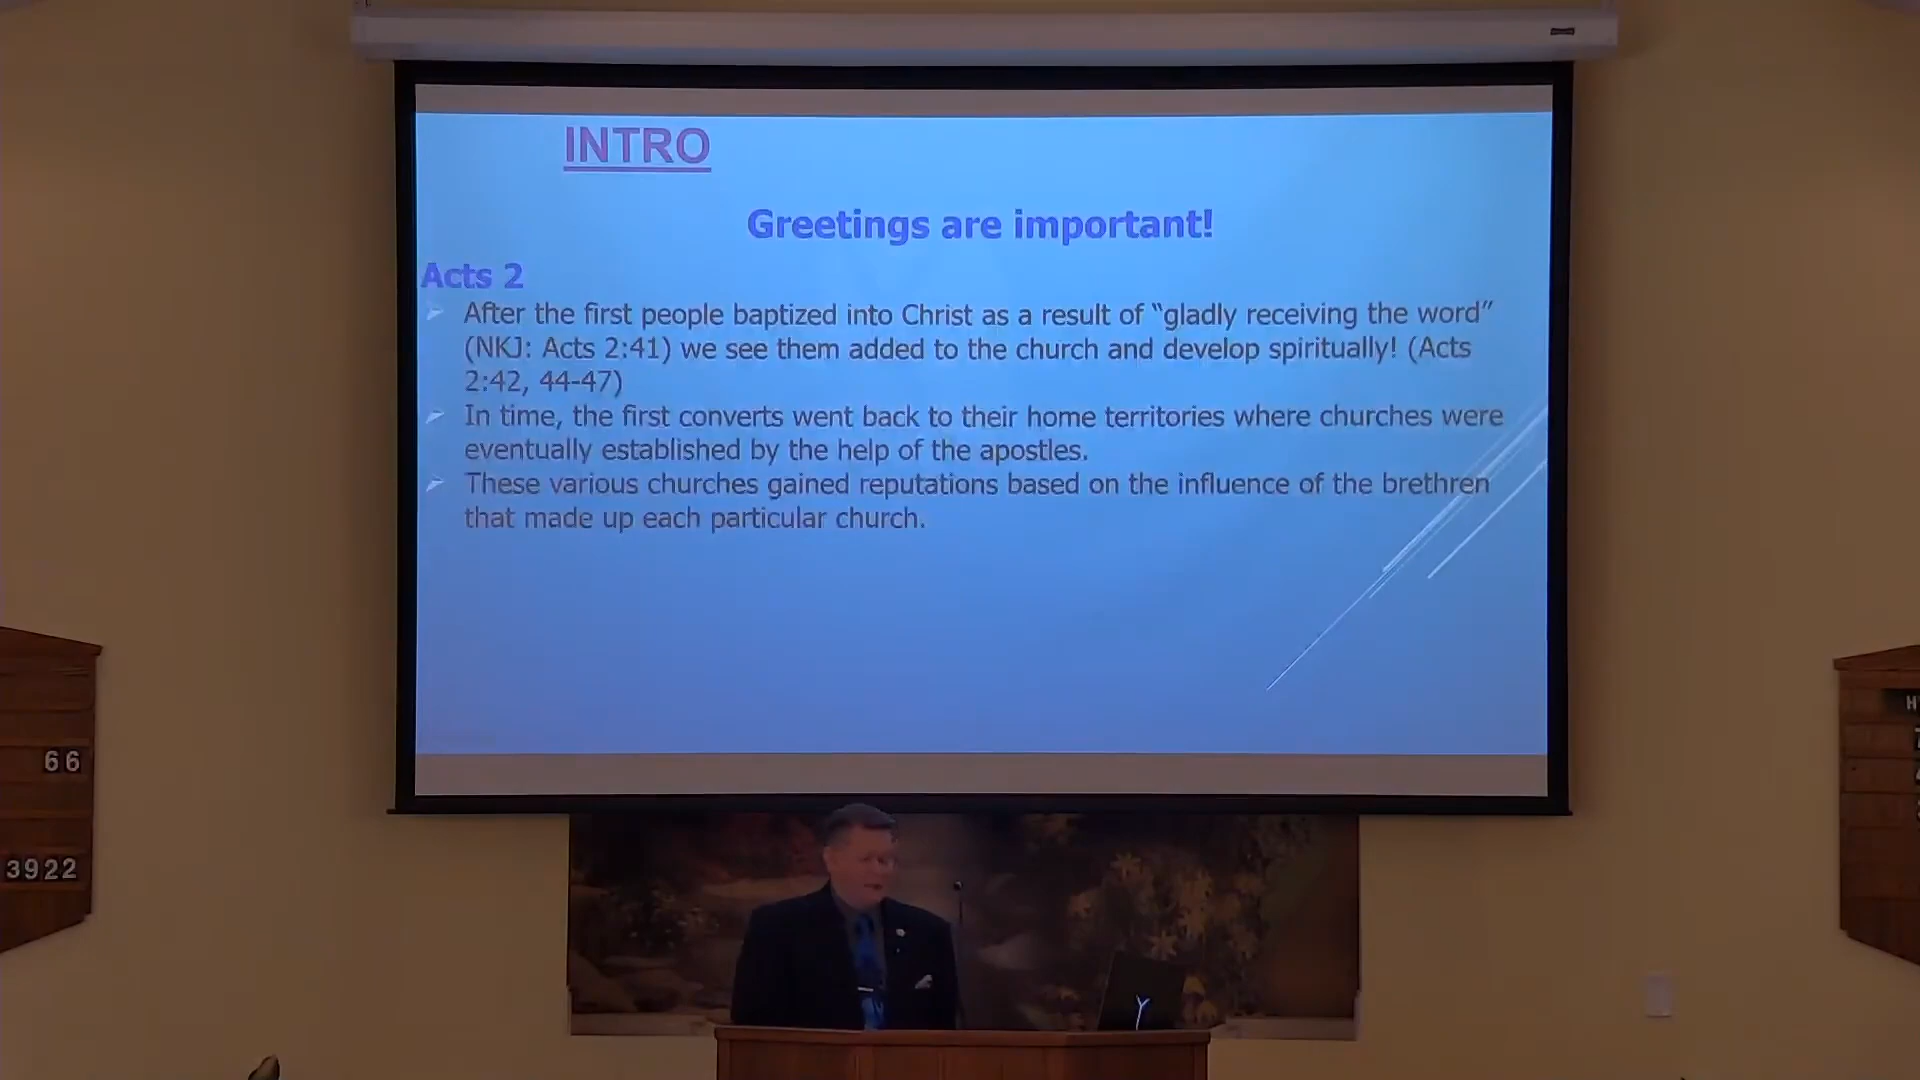 INTRO
Greetings are important!
Acts 2
After the first people baptized into Christ as a result of “gladly receiving the word”
(NKJ: Acts 2:41) we see them added to the church and develop spiritually! (Acts
2:42, 44-47)
In time, the first converts went back to their home territories where churches were
eventually established by the help of the apostles.
These various churches gained reputations based on the influence of the brethren
that made up each particular church.
66
3922
H